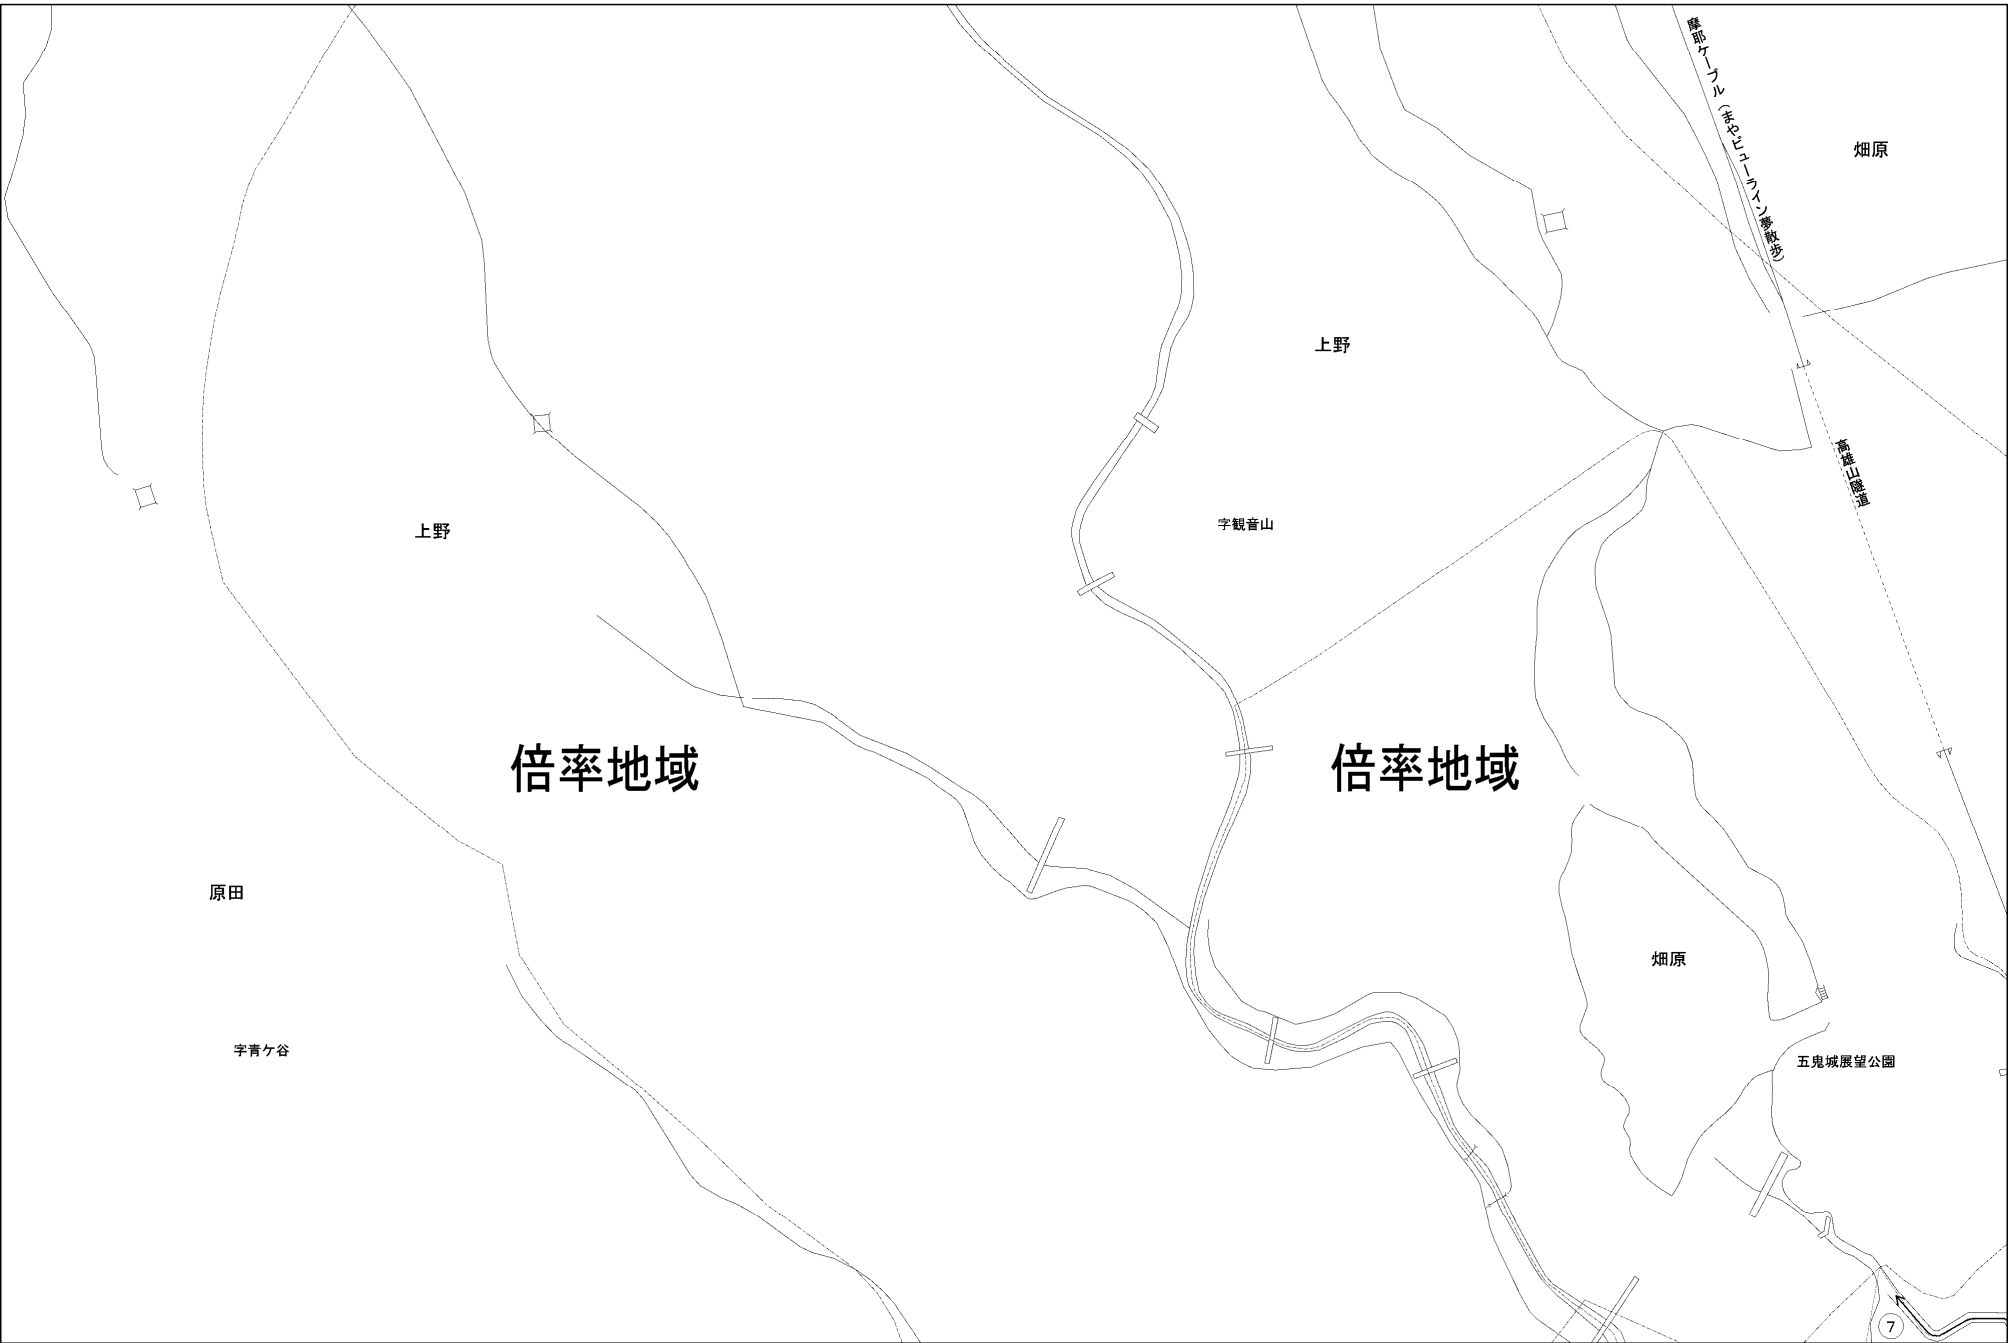 摩耶ケーブル（まやビューライン夢散歩）
畑原
上野
高雄山隧道
字観音山
上野
倍率地域
倍率地域
原田
畑原
字青ケ谷
五鬼城展望公園
7